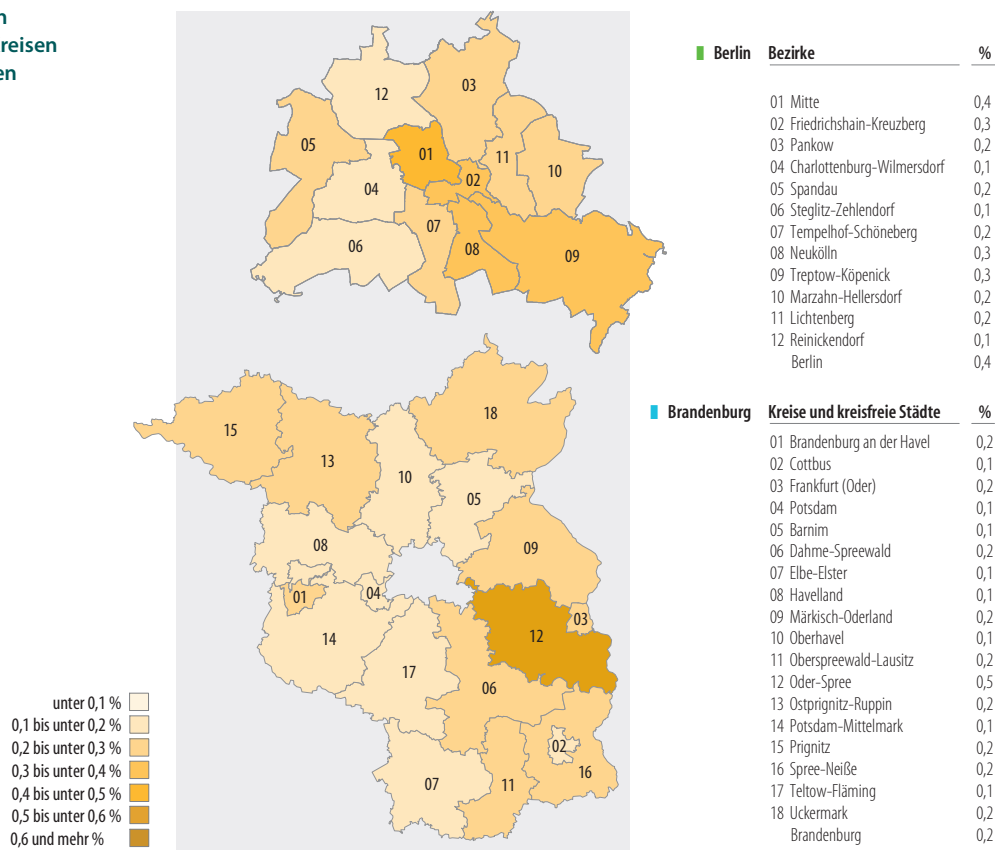 n
reisen
en
12
03
05
01
11
10
02
04
07
06
08
09
Berlin Bezirke %
01 Mitte 0,4
02 Friedrichshain-Kreuzberg 0,3
03 Pankow 0,2
04 Charlottenburg-Wilmersdorf 0,1
05 Spandau 0,2
06 Steglitz-Zehlendorf 0,1
07 Tempelhof-Schöneberg 0,2
08 Neukölln 0,3
09 Treptow-Köpenick 0,3
10 Marzahn-Hellersdorf 0,2
11 Lichtenberg 0,2
12 Reinickendorf 0,1
Berlin 0,4
18
15
13
10
05
08
09
01
04
03
14
12
17
06
02
16
07
11
Brandenburg Kreise und kreisfreie Städte %
01 Brandenburg an der Havel 0,2
02 Cottbus 0,1
03 Frankfurt (Oder) 0,2
04 Potsdam 0,1
05 Barnim 0,1
06 Dahme-Spreewald 0,2
07 Elbe-Elster 0,1
08 Havelland 0,1
09 Märkisch-Oderland 0,2
10 Oberhavel 0,1
11 Oberspreewald-Lausitz 0,2
12 Oder-Spree 0,5
13 Ostprignitz-Ruppin 0,2
14 Potsdam-Mittelmark 0,1
15 Prignitz 0,2
16 Spree-Neiße 0,2
17 Teltow-Fläming 0,1
18 Uckermark 0,2
Brandenburg 0,2
unter 0,1 %
0,1 bis unter 0,2 %
0,2 bis unter 0,3 %
0,3 bis unter 0,4 %
0,4 bis unter 0,5 %
0,5 bis unter 0,6 %
0,6 und mehr %